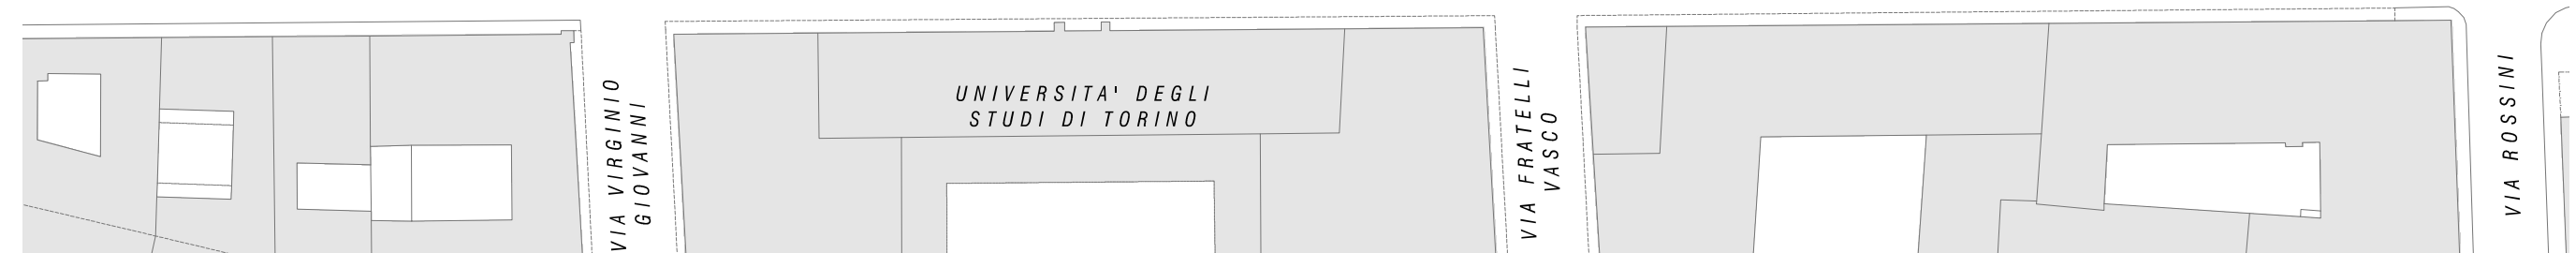 VIA VIRGINIO
GIOVANNI
UNIVERSITA' DEGLI
STUDI DI TORINO
VIA FRATELLI
VASCO
VIA ROSSINI